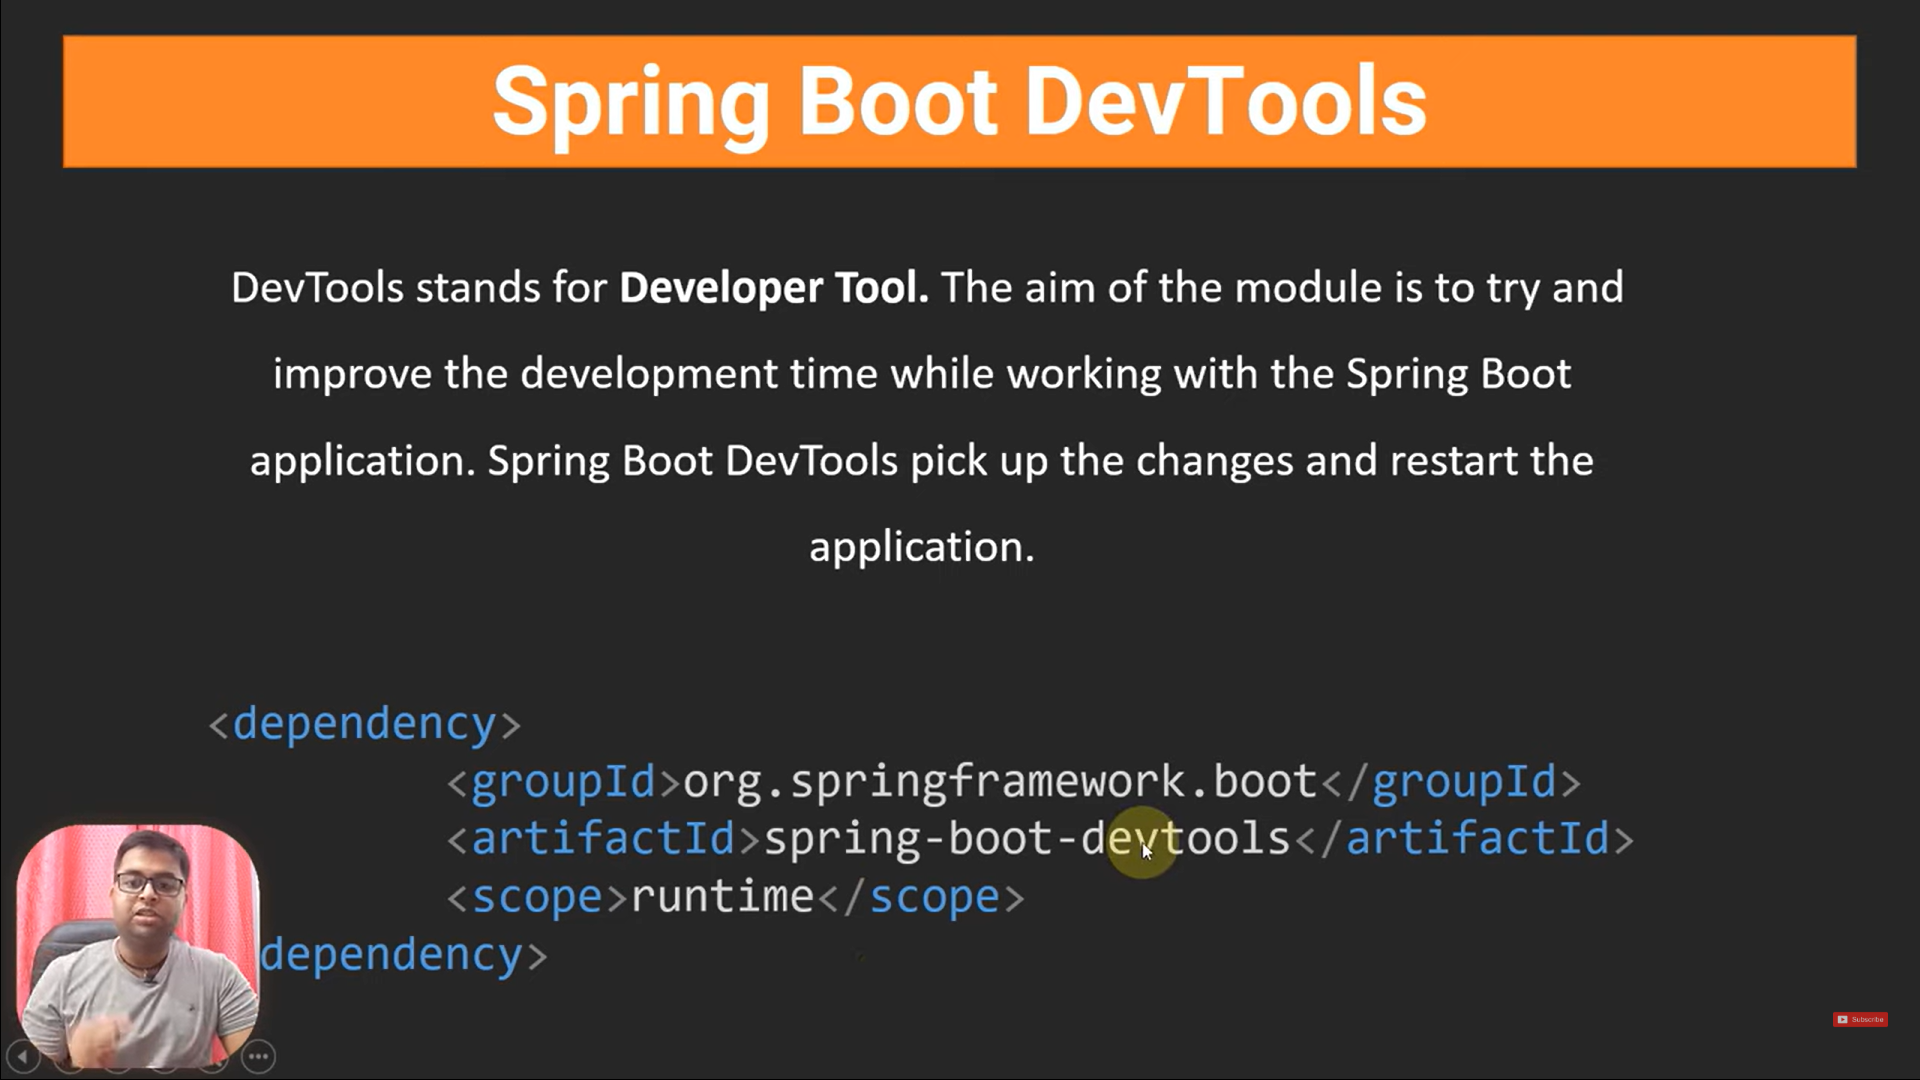 Spring Boot DevTools
DevTools stands for Developer Tool. The aim of the module is to try and
improve the development time while working with the Spring Boot
application. Spring Boot DevTools pick up the changes and restart the
application.
<dependency>
<groupId>org.springframework.boot</groupId>
<artifactId>spring-boot-devtools</artifactId>
<scope>runtime</scope>
dependency>
Subscribe